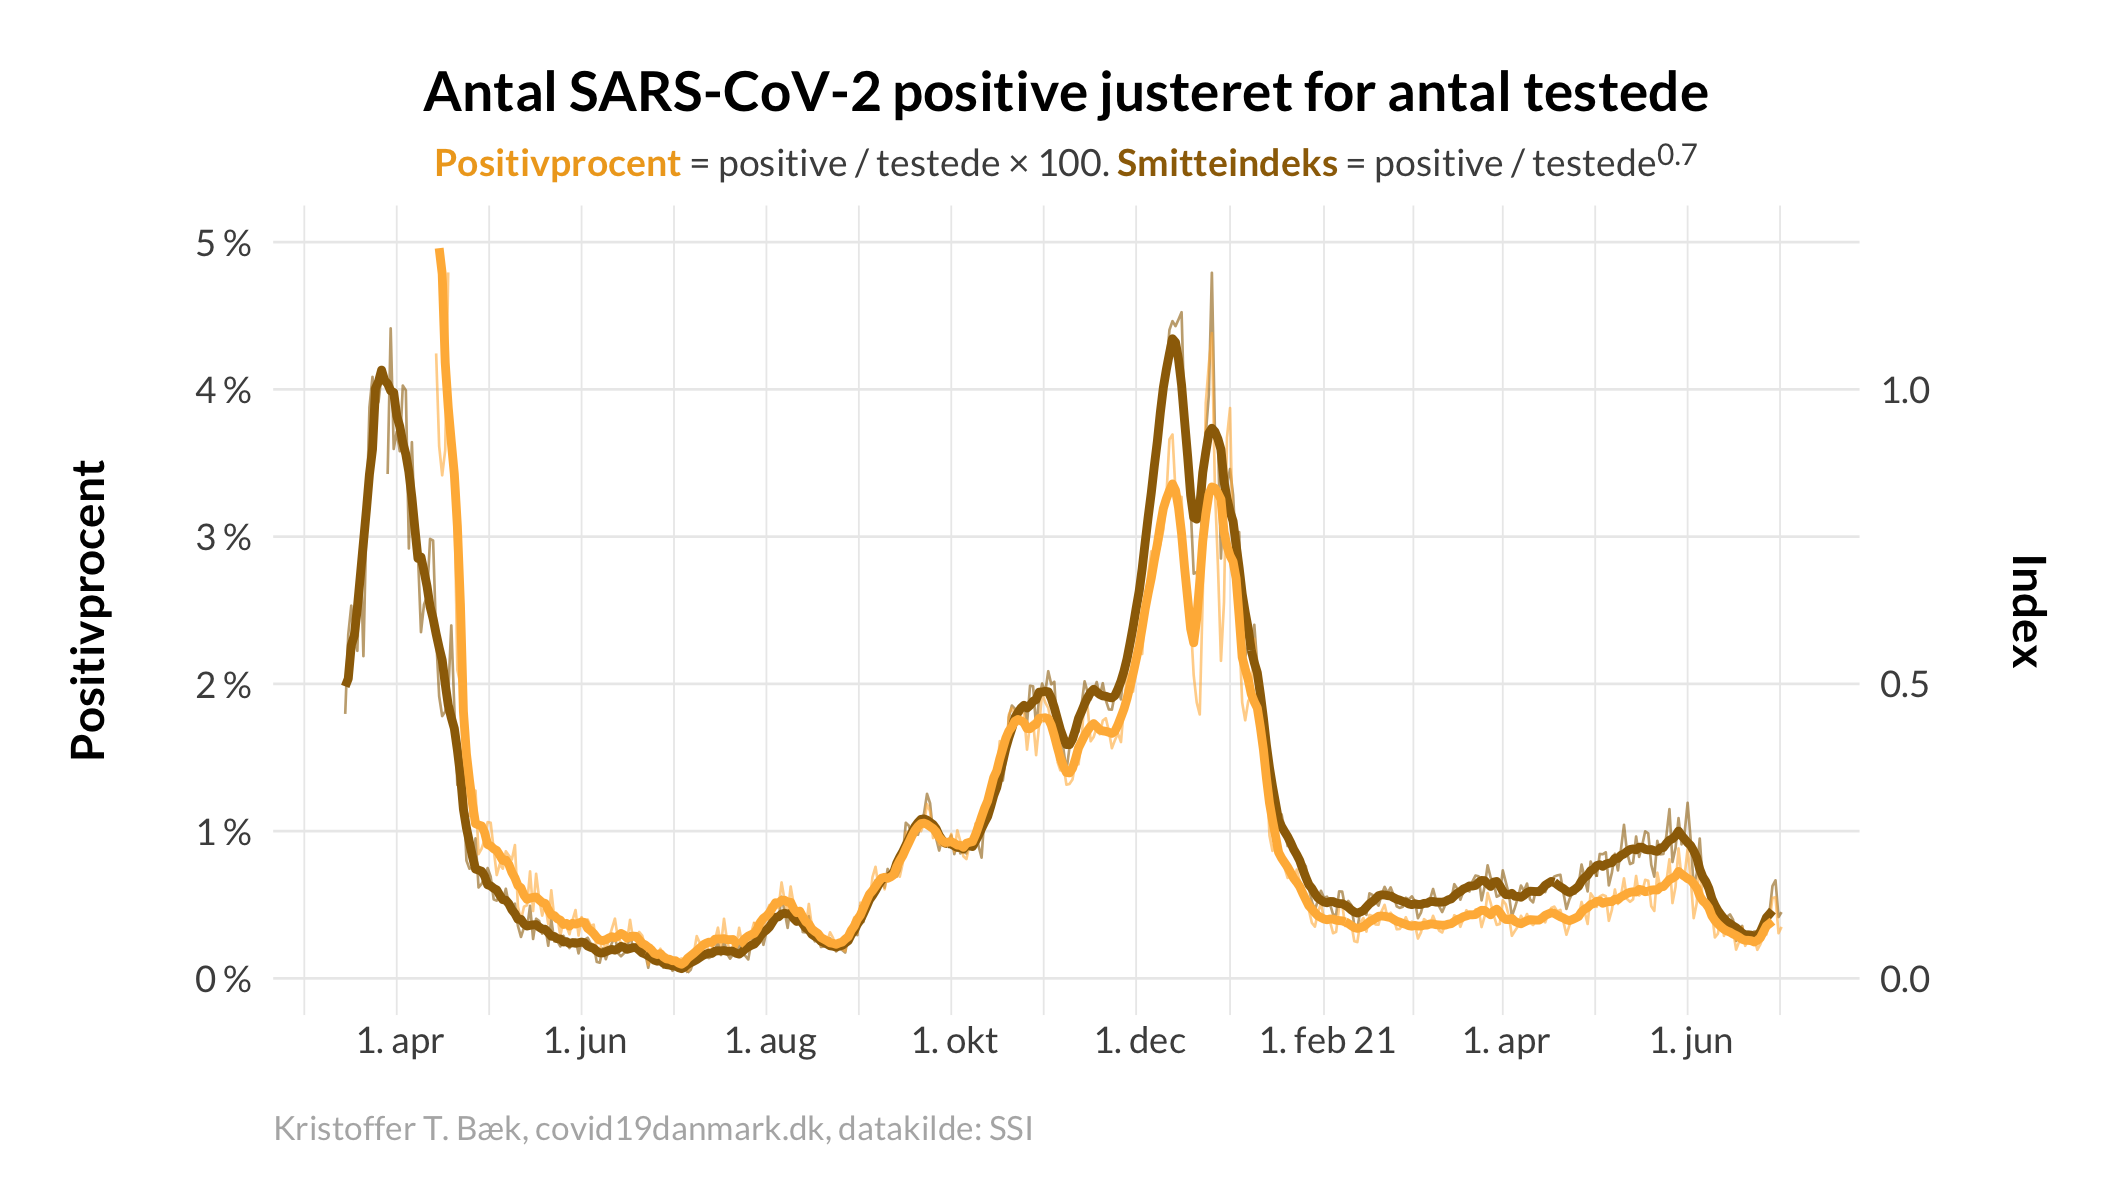 Antal SARS-CoV-2 positive justeret for antal testede
Positivprocent = positive / testede × 100. Smitteindeks = positive / testede^0.7
Positivprocent
5 %
4 %
3 %
2 %
1 %
0 %
1.0
0.5
0.0
Index
1. apr
1. jun
1. aug
1. okt
1. dec
1. feb 21
1. apr
1. jun
Kristoffer T. Bæk, covid19danmark.dk, datakilde: SSI